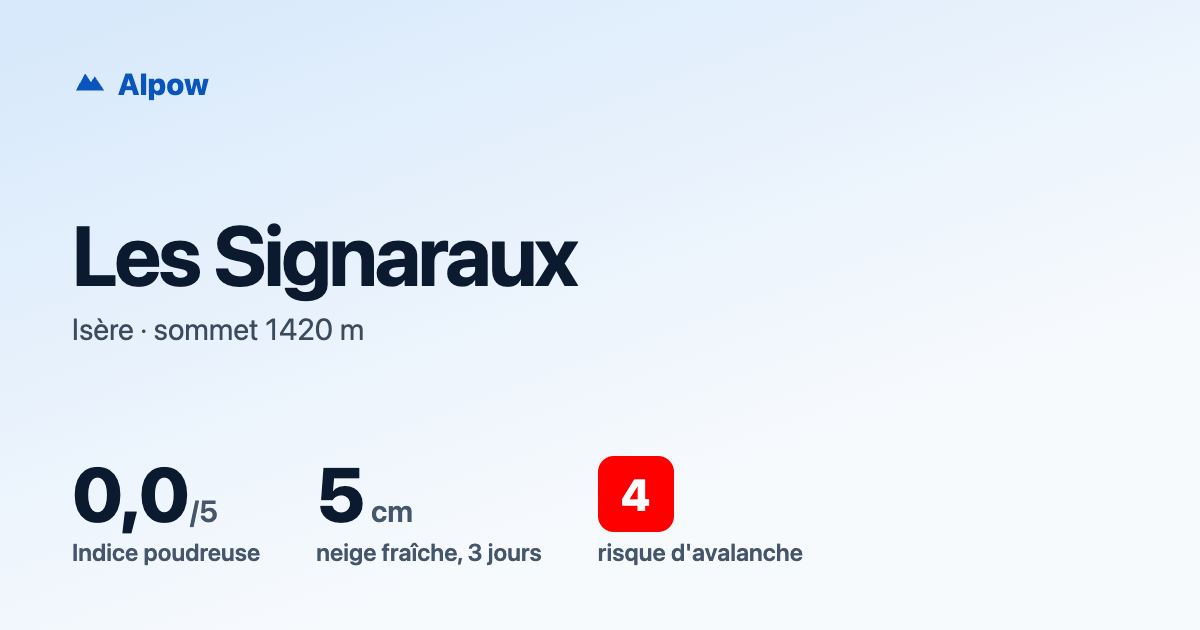 Alpow
Les Signaraux
Isère · sommet 1420 m
0,0/5
Indice poudreuse
5 cm
neige fraîche, 3 jours
4
risque d'avalanche